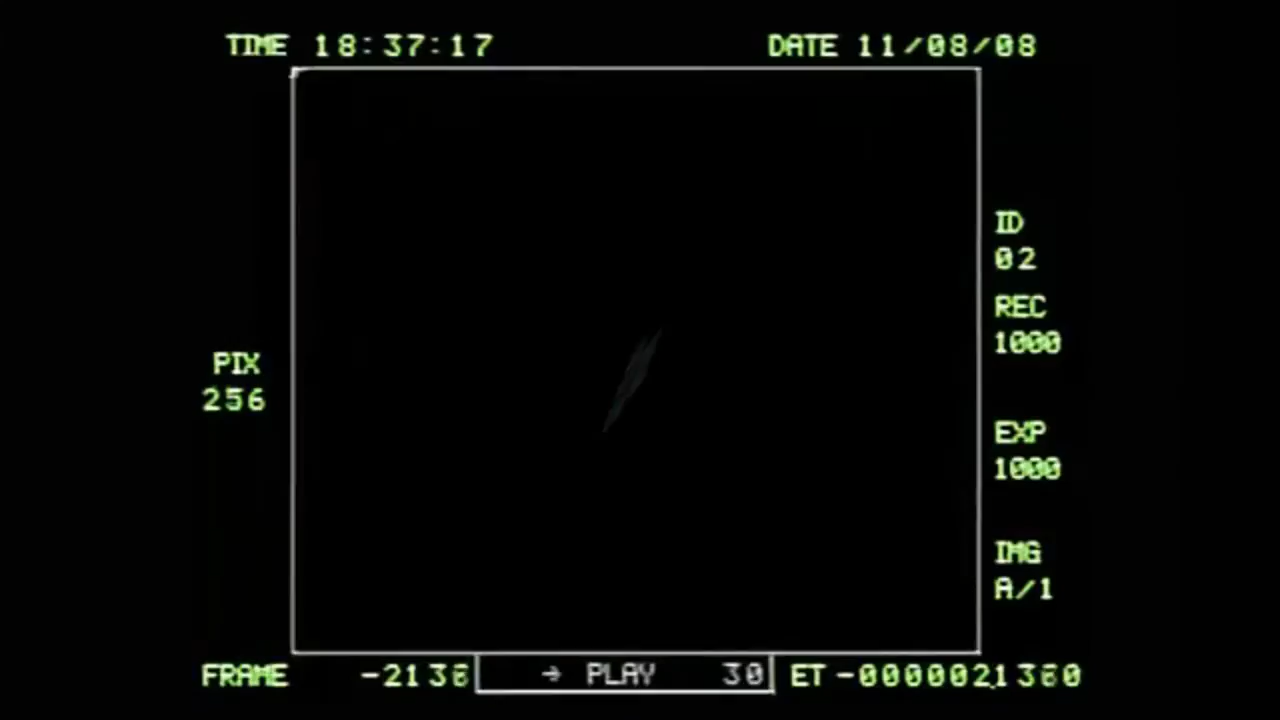 TIME 18:37:17 DATE 11/08/08
ID
02
REC
1000
PIX
256
EXP
1000
IMG
A/1
FRAME -2136 → PLAY 30 ET -0000021360